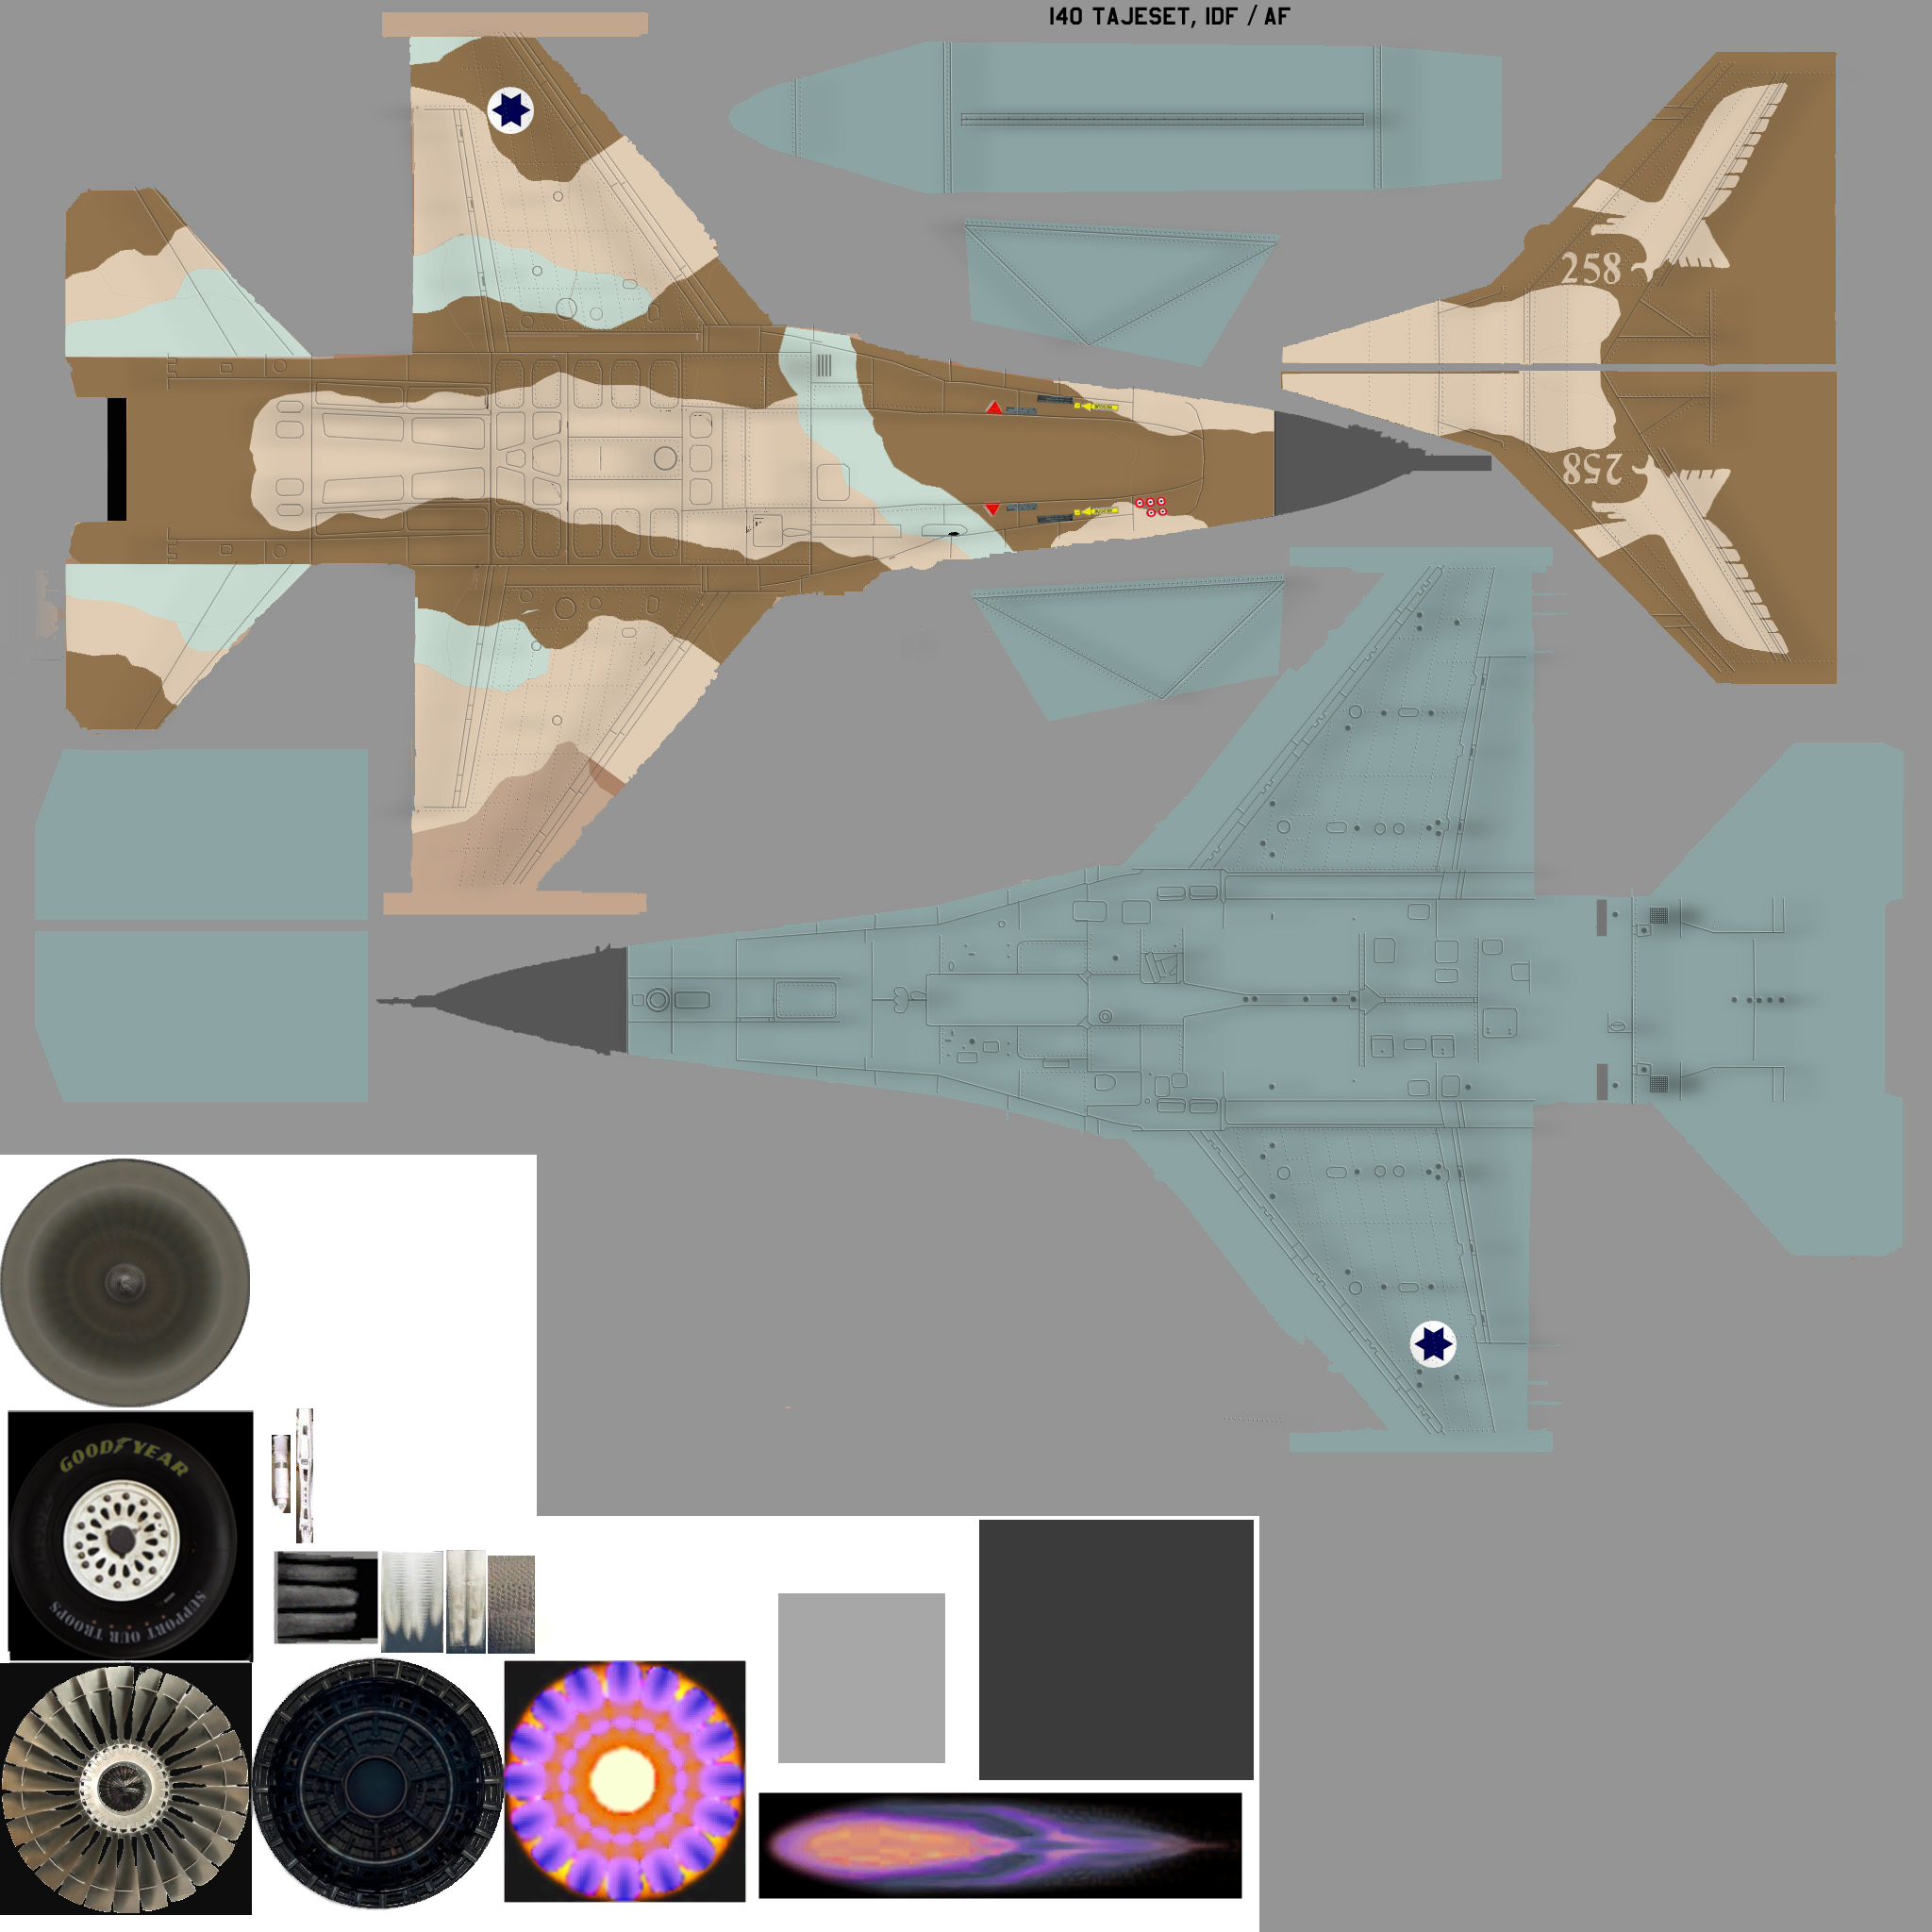 140 TAJESET, IDF / AF
258
258
GOODYEAR
SUPPORT OUR TROOPS